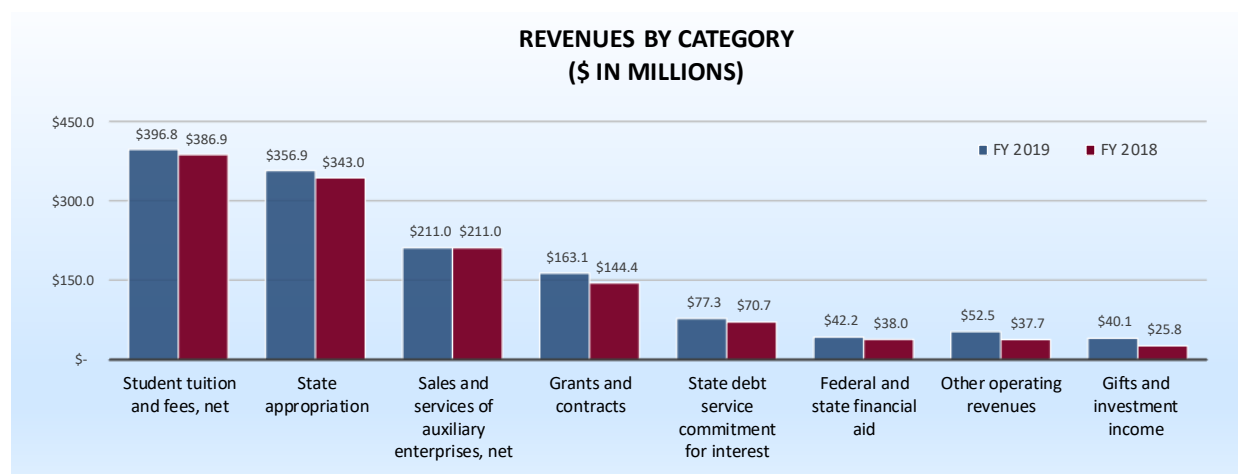 REVENUES BY CATEGORY
($ IN MILLIONS)
$450.0
$300.0
$150.0
$-
FY 2019
FY 2018
$396.8
$386.9
$356.9
$343.0
$211.0
$211.0
$163.1
$144.4
$77.3
$70.7
$42.2
$38.0
$52.5
$37.7
$40.1
$25.8
Student tuition
and fees, net
State
appropriation
Sales and
services of
auxiliary
enterprises, net
Grants and
contracts
State debt
service
commitment
for interest
Federal and
state financial
aid
Other operating
revenues
Gifts and
investment
income